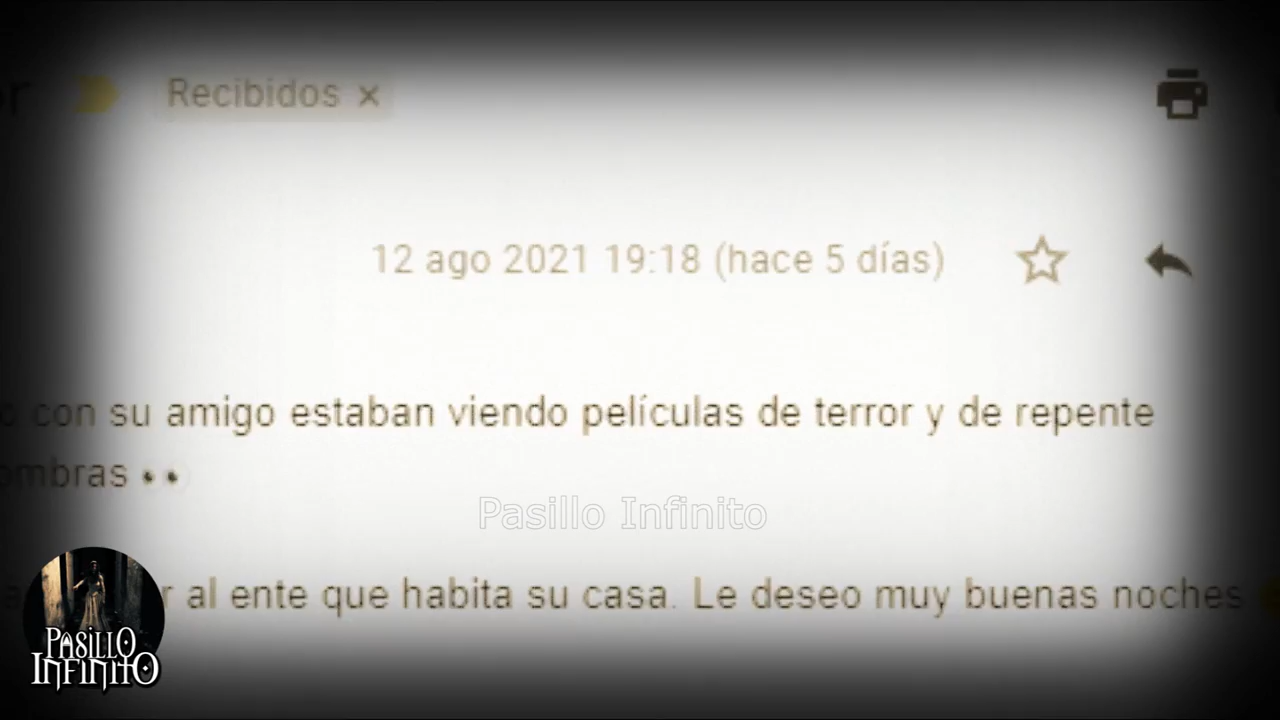 Recibidos ×
12 ago 2021 19:18 (hace 5 días)
con su amigo estaban viendo películas de terror y de repente
Pasillo Infinito
al ente que habita su casa. Le deseo muy buenas noches
PASILLO
INFINITO